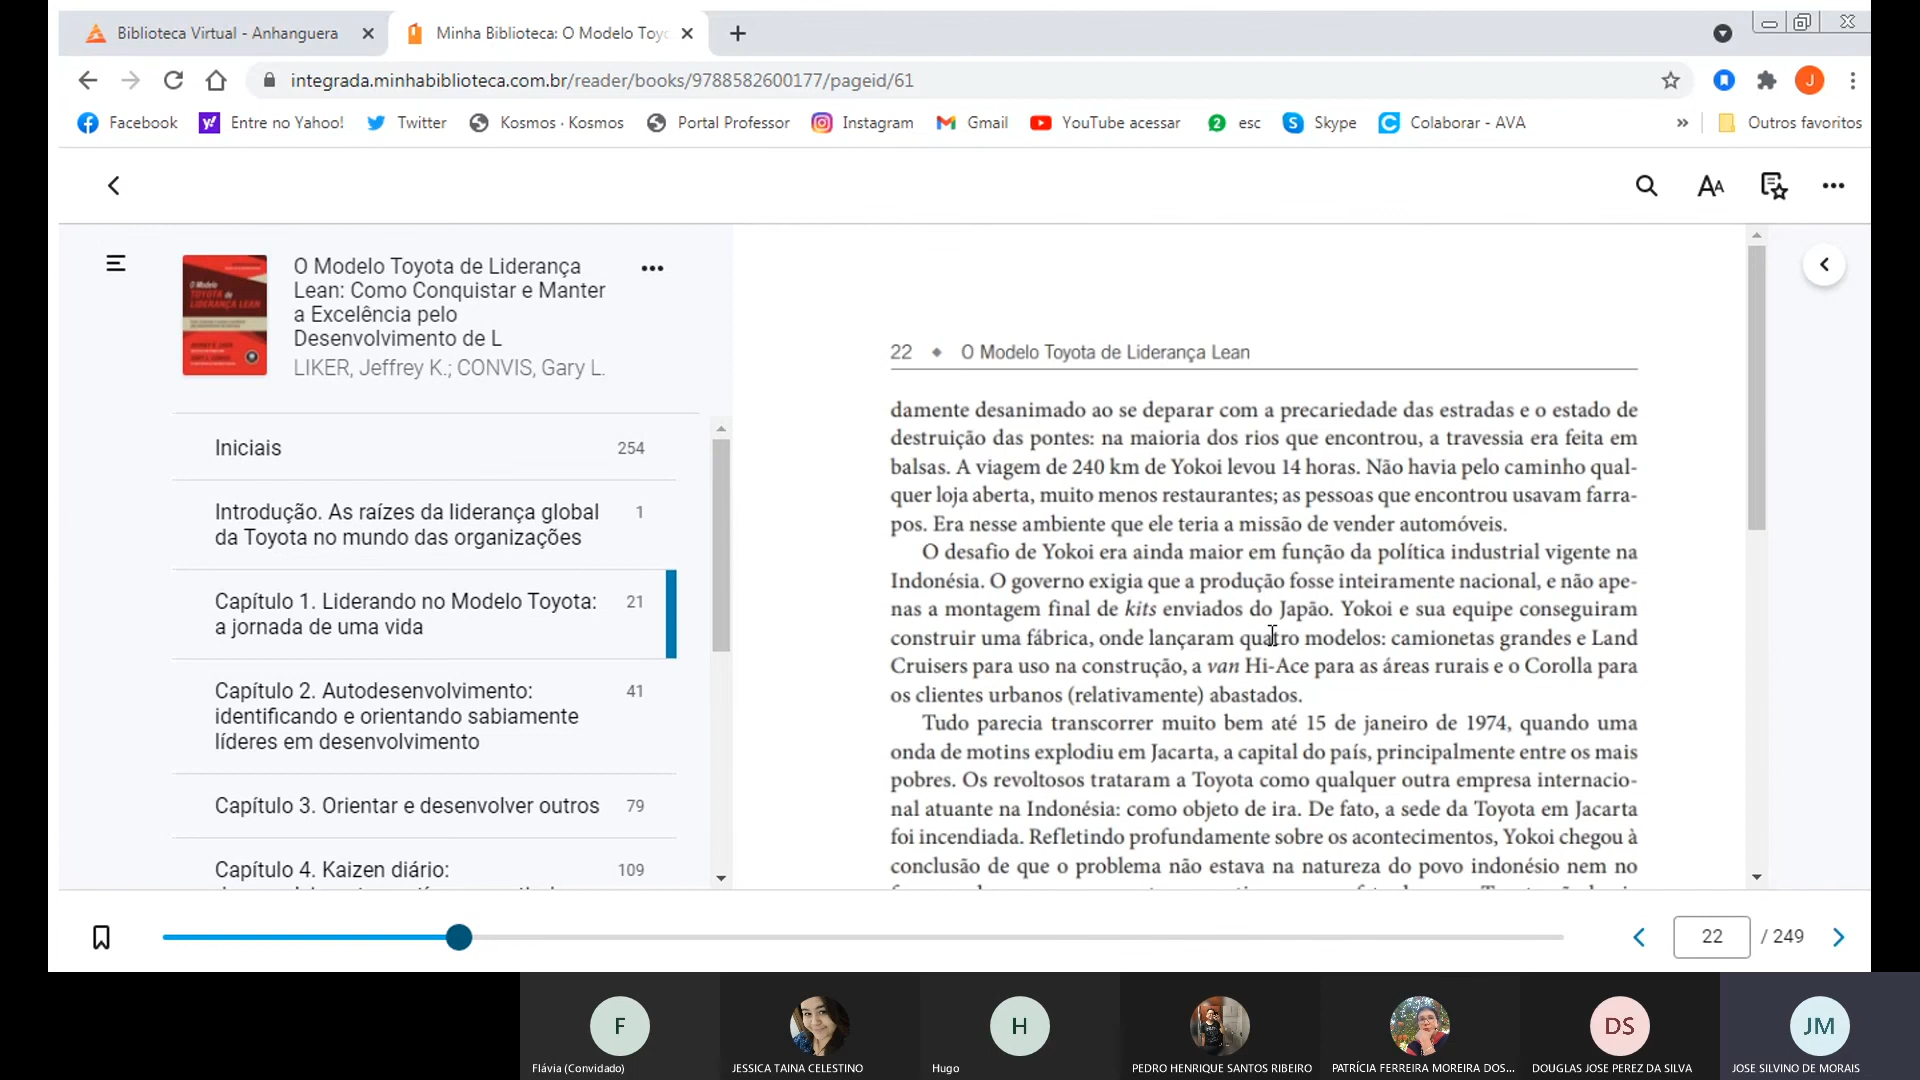 Biblioteca Virtual - Anhanguera
Minha Biblioteca: O Modelo Toyo
integrada.minhabiblioteca.com.br/reader/books/9788582600177/pageid/61
J
Facebook
Entre no Yahoo!
Twitter
Kosmos · Kosmos
Portal Professor
Instagram
Gmail
YouTube acessar
2 esc
Skype
Colaborar - AVA
»
Outros favoritos
O Modelo Toyota de Liderança
Lean: Como Conquistar e Manter
a Excelência pelo
Desenvolvimento de L
LIKER, Jeffrey K.; CONVIS, Gary L.
Iniciais 254
Introdução. As raízes da liderança global 1
da Toyota no mundo das organizações
Capítulo 1. Liderando no Modelo Toyota: 21
a jornada de uma vida
Capítulo 2. Autodesenvolvimento: 41
identificando e orientando sabiamente
líderes em desenvolvimento
Capítulo 3. Orientar e desenvolver outros 79
Capítulo 4. Kaizen diário: 109
22 ◆ O Modelo Toyota de Liderança Lean
damente desanimado ao se deparar com a precariedade das estradas e o estado de
destruição das pontes: na maioria dos rios que encontrou, a travessia era feita em
balsas. A viagem de 240 km de Yokoi levou 14 horas. Não havia pelo caminho qual-
quer loja aberta, muito menos restaurantes; as pessoas que encontrou usavam farra-
pos. Era nesse ambiente que ele teria a missão de vender automóveis.
O desafio de Yokoi era ainda maior em função da política industrial vigente na
Indonésia. O governo exigia que a produção fosse inteiramente nacional, e não ape-
nas a montagem final de kits enviados do Japão. Yokoi e sua equipe conseguiram
construir uma fábrica, onde lançaram quatro modelos: camionetas grandes e Land
Cruisers para uso na construção, a van Hi-Ace para as áreas rurais e o Corolla para
os clientes urbanos (relativamente) abastados.
Tudo parecia transcorrer muito bem até 15 de janeiro de 1974, quando uma
onda de motins explodiu em Jacarta, a capital do país, principalmente entre os mais
pobres. Os revoltosos trataram a Toyota como qualquer outra empresa internacio-
nal atuante na Indonésia: como objeto de ira. De fato, a sede da Toyota em Jacarta
foi incendiada. Refletindo profundamente sobre os acontecimentos, Yokoi chegou à
conclusão de que o problema não estava na natureza do povo indonésio nem no
22 / 249
F
H
DS
JM
Flávia (Convidado)
JESSICA TAINA CELESTINO
Hugo
PEDRO HENRIQUE SANTOS RIBEIRO
PATRÍCIA FERREIRA MOREIRA DOS...
DOUGLAS JOSE PEREZ DA SILVA
JOSE SILVINO DE MORAIS